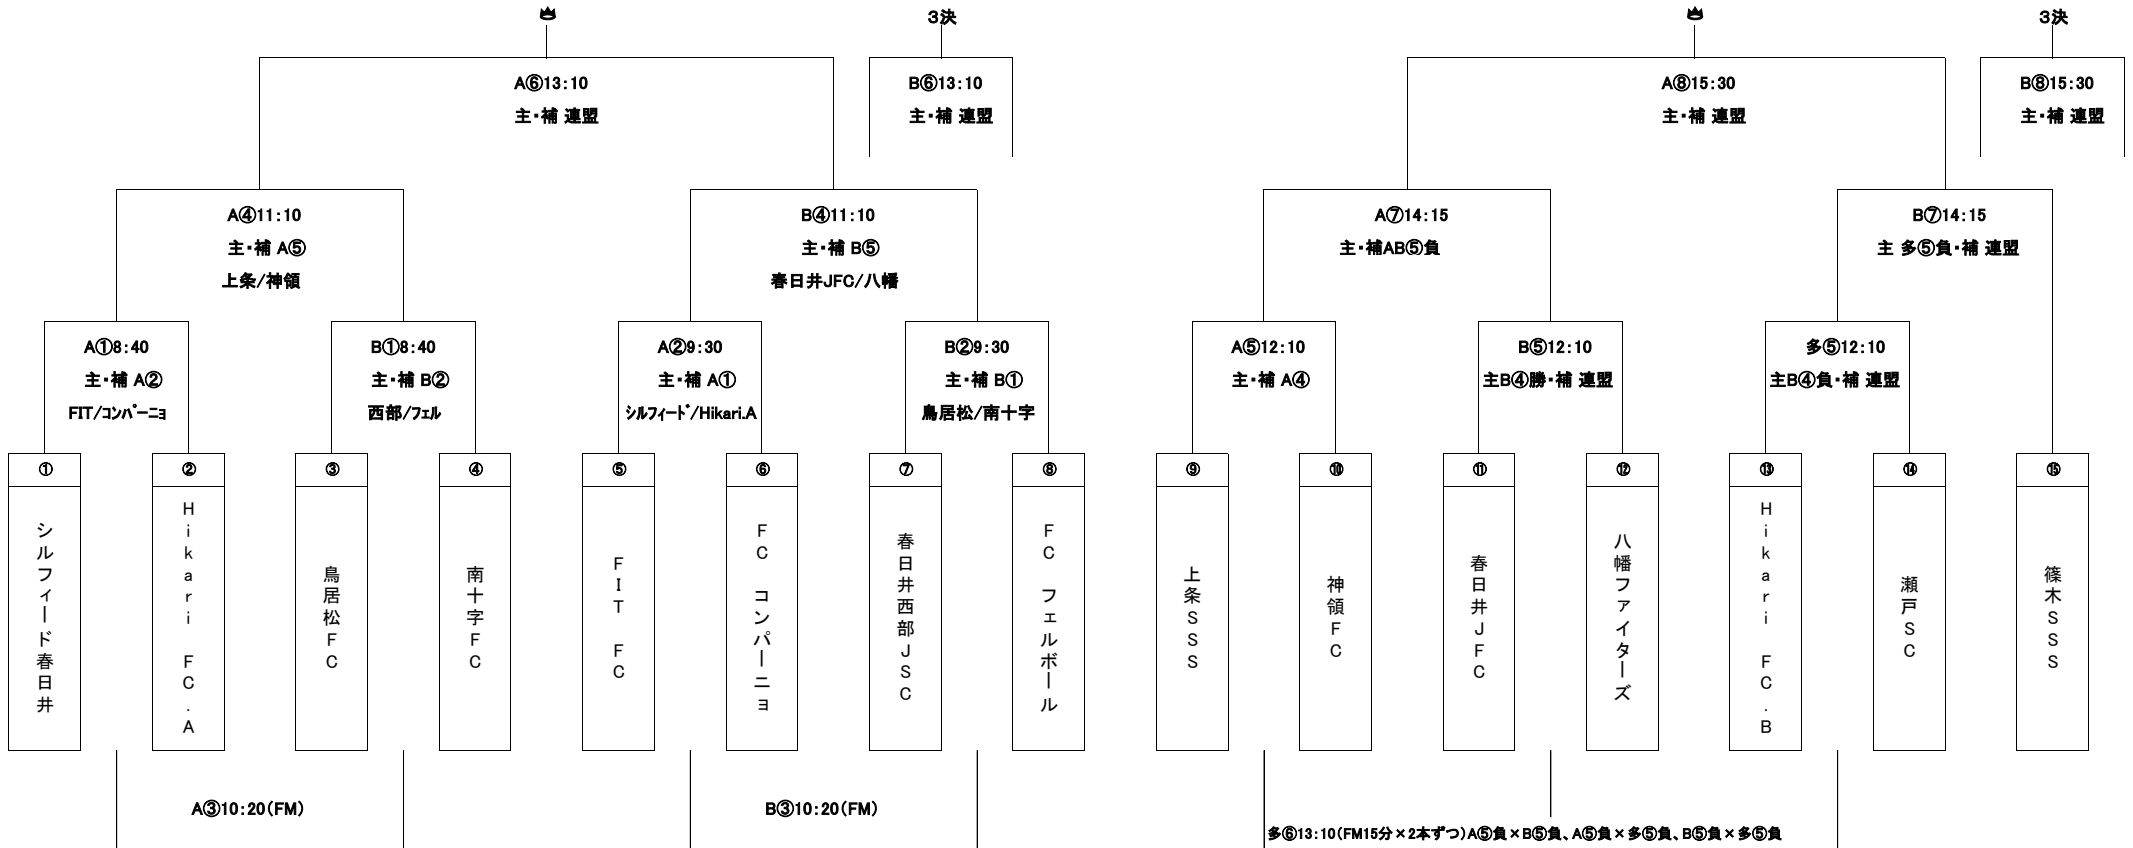 3決
3決
A⑥13:10
主・補 連盟
B⑥13:10
主・補 連盟
A⑧15:30
主・補 連盟
B⑧15:30
主・補 連盟
A④11:10
主・補 A⑤
上条/神領
B④11:10
主・補 B⑤
春日井JFC/八幡
A⑦14:15
主・補AB⑤負
B⑦14:15
主 多⑤負・補 連盟
A①8:40
主・補 A②
FIT/コンパーニョ
B①8:40
主・補 B②
西部/フェル
A②9:30
主・補 A①
シルフィード/Hikari.A
B②9:30
主・補 B①
鳥居松/南十字
A⑤12:10
主・補 A④
B⑤12:10
主B④勝・補 連盟
多⑤12:10
主B④負・補 連盟
①
シルフィード春日井
②
Hikari FC.A
③
鳥居松FC
④
南十字FC
⑤
FIT FC
⑥
FC コンパーニョ
⑦
春日井西部JSC
⑧
FC フェルボール
⑨
上条SSS
⑩
神領FC
⑪
春日井JFC
⑫
八幡ファイターズ
⑬
Hikari FC.B
⑭
瀬戸SC
⑮
篠木SSS
A③10:20(FM)
B③10:20(FM)
多⑥13:10(FM15分×2本ずつ)A⑤負×B⑤負、A⑤負×多⑤負、B⑤負×多⑤負